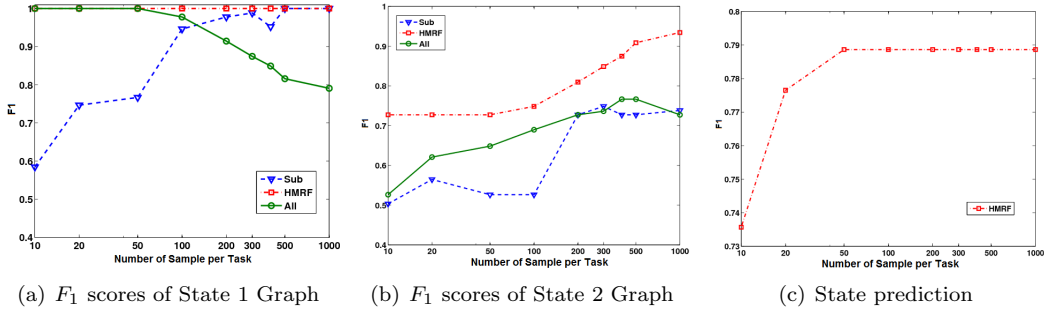 F1
1
0.9
0.8
0.7
0.6
0.5
0.4
10 20 50 100 200 300 500 1000
Number of Sample per Task
Sub
HMRF
All
(a) F1 scores of State 1 Graph
F1
1
0.9
0.8
0.7
0.6
0.5
0.4
10 20 50 100 200 300 500 1000
Number of Sample per Task
Sub
HMRF
All
(b) F1 scores of State 2 Graph
F1
0.8
0.79
0.78
0.77
0.76
0.75
0.74
0.73
10 20 50 100 200 300 500 1000
Number of Sample per Task
HMRF
(c) State prediction